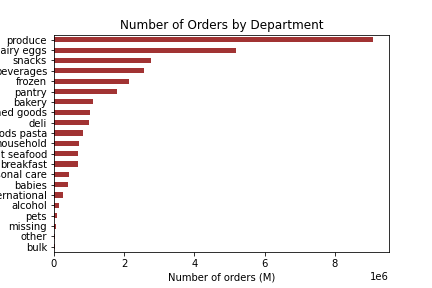 Number of Orders by Department
produce
airy eggs
snacks
beverages
frozen
pantry
bakery
ned goods
deli
ods pasta
household
t seafood
breakfast
onal care
babies
ernational
alcohol
pets
missing
other
bulk
0 2 4 6 8
1e6
Number of orders (M)